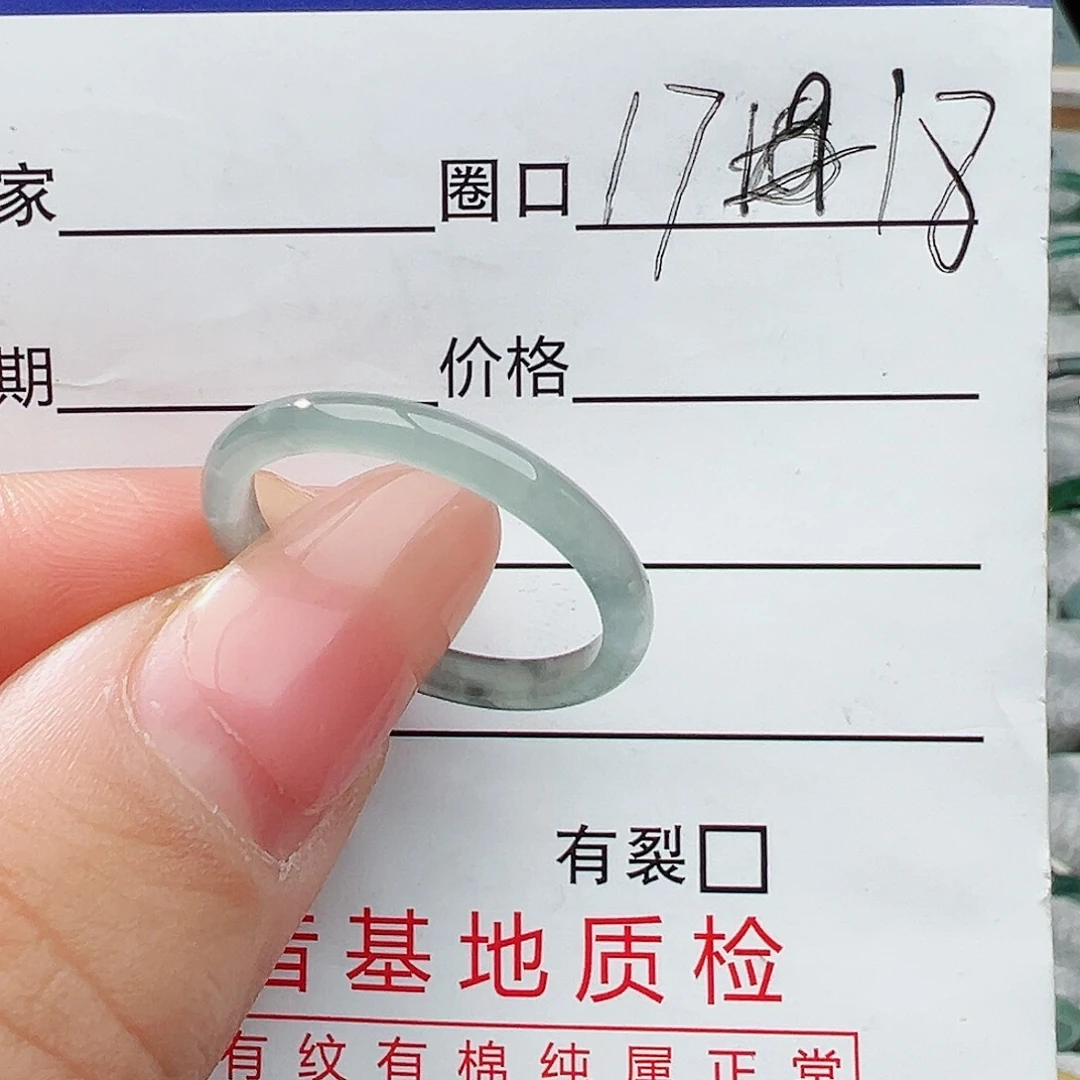 家 圈口 17 18
期 价格
有裂
基地质检
有纹有棉纯属正常